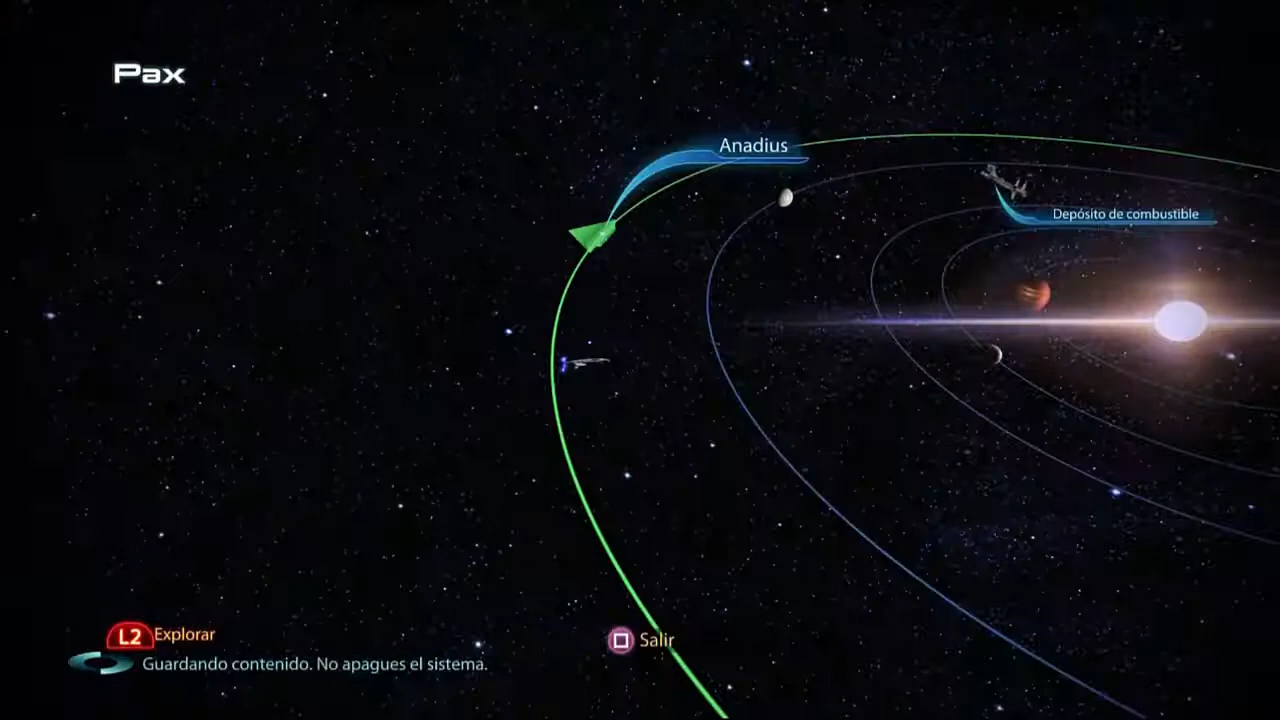 Pax
Anadius
Depósito de combustible
L2 Explorar
Salir
Guardando contenido. No apagues el sistema.